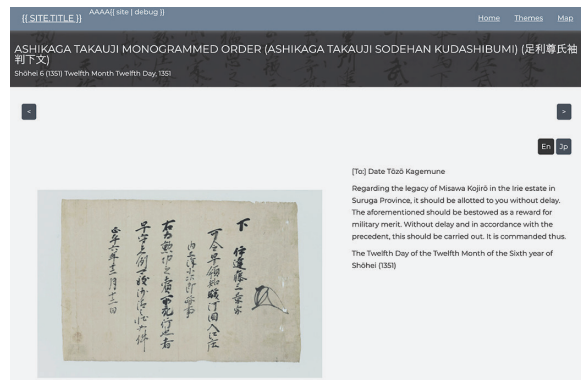 {{ SITE.TITLE }} AAAA{{ site | debug }}
Home Themes Map
ASHIKAGA TAKAUJI MONOGRAMMED ORDER (ASHIKAGA TAKAUJI SODEHAN KUDASHIBUMI) (足利尊氏袖
判下文)
Shōhei 6 (1351) Twelfth Month Twelfth Day, 1351
< >
En Jp
[To:] Date Tōzō Kagemune
Regarding the legacy of Misawa Kojirō in the Irie estate in
Suruga Province, it should be allotted to you without delay.
The aforementioned should be bestowed as a reward for
military merit. Without delay and in accordance with the
precedent, this should be carried out. It is commanded thus.
The Twelfth Day of the Twelfth Month of the Sixth year of
Shōhei (1351)
下 伊達藤三景宗
可令早領知駿河国入江庄
内三澤小次郎跡事
右為勲功之賞所宛行也者
早守先例可致沙汰之状如件
正平六年十二月十二日